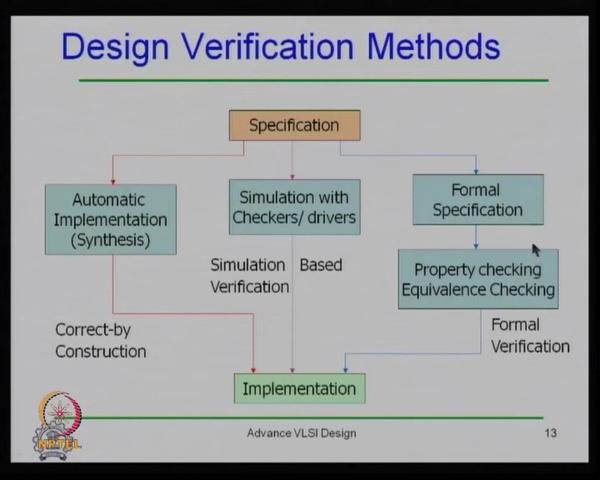 Design Verification Methods
Specification
Automatic
Implementation
(Synthesis)
Simulation with
Checkers/ drivers
Formal
Specification
Simulation Based
Verification
Property checking
Equivalence Checking
Correct-by
Construction
Formal
Verification
Implementation
NPTEL
Advance VLSI Design
13